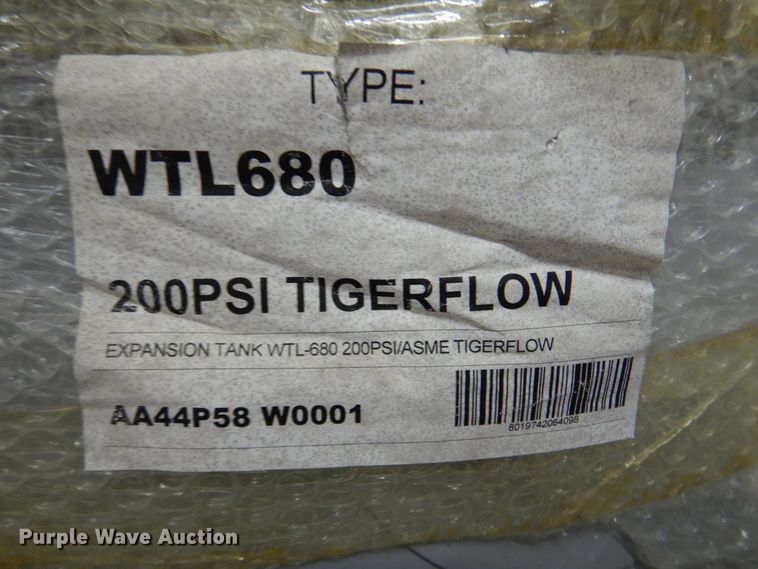 TYPE:
WTL680
200PSI TIGERFLOW
EXPANSION TANK WTL-680 200PSI/ASME TIGERFLOW
AA44P58 W0001
8019742064098
Purple Wave Auction